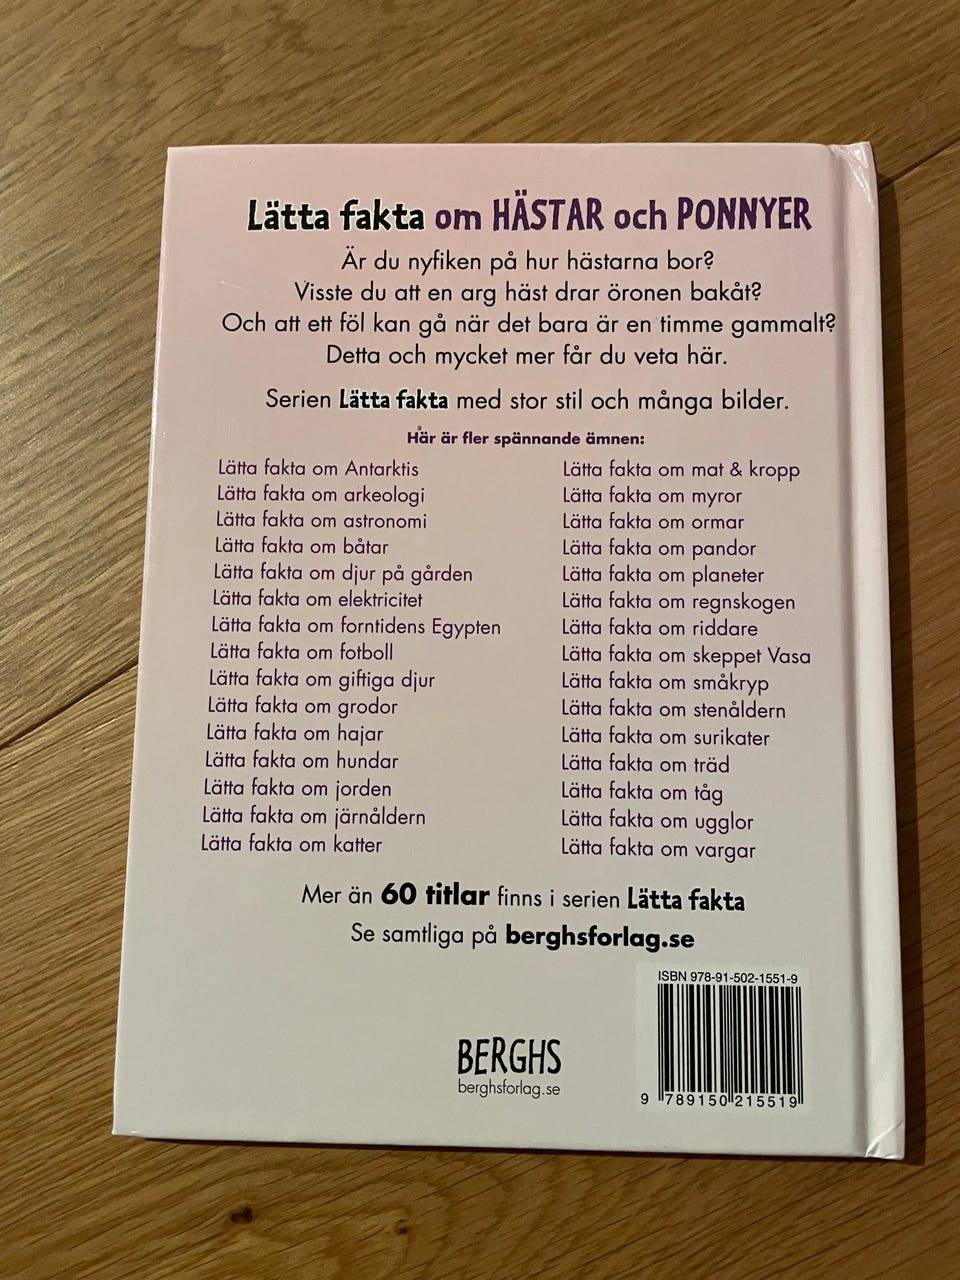 Lätta fakta om HÄSTAR och PONNYER
Är du nyfiken på hur hästarna bor?
Visste du att en arg häst drar öronen bakåt?
Och att ett föl kan gå när det bara är en timme gammalt?
Detta och mycket mer får du veta här.
Serien Lätta fakta med stor stil och många bilder.
Här är fler spännande ämnen:
Lätta fakta om Antarktis
Lätta fakta om arkeologi
Lätta fakta om astronomi
Lätta fakta om båtar
Lätta fakta om djur på gården
Lätta fakta om elektricitet
Lätta fakta om forntidens Egypten
Lätta fakta om fotboll
Lätta fakta om giftiga djur
Lätta fakta om grodor
Lätta fakta om hajar
Lätta fakta om hundar
Lätta fakta om jorden
Lätta fakta om järnåldern
Lätta fakta om katter
Lätta fakta om mat & kropp
Lätta fakta om myror
Lätta fakta om ormar
Lätta fakta om pandor
Lätta fakta om planeter
Lätta fakta om regnskogen
Lätta fakta om riddare
Lätta fakta om skeppet Vasa
Lätta fakta om småkryp
Lätta fakta om stenåldern
Lätta fakta om surikater
Lätta fakta om träd
Lätta fakta om tåg
Lätta fakta om ugglor
Lätta fakta om vargar
Mer än 60 titlar finns i serien Lätta fakta
Se samtliga på berghsforlag.se
ISBN 978-91-502-1551-9
9 789150 215519
BERGHS
berghsforlag.se